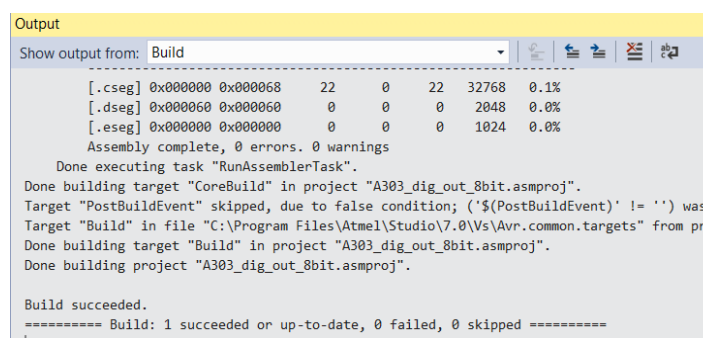 Output
Show output from: Build
[.cseg] 0x000000 0x000068 22 0 22 32768 0.1%
[.dseg] 0x000060 0x000060 0 0 0 2048 0.0%
[.eseg] 0x000000 0x000000 0 0 0 1024 0.0%
Assembly complete, 0 errors. 0 warnings
Done executing task "RunAssemblerTask".
Done building target "CoreBuild" in project "A303_dig_out_8bit.asmproj".
Target "PostBuildEvent" skipped, due to false condition; ('$(PostBuildEvent)' != '') was
Target "Build" in file "C:\Program Files\Atmel\Studio\7.0\Vs\Avr.common.targets" from pr
Done building target "Build" in project "A303_dig_out_8bit.asmproj".
Done building project "A303_dig_out_8bit.asmproj".
Build succeeded.
========== Build: 1 succeeded or up-to-date, 0 failed, 0 skipped ==========